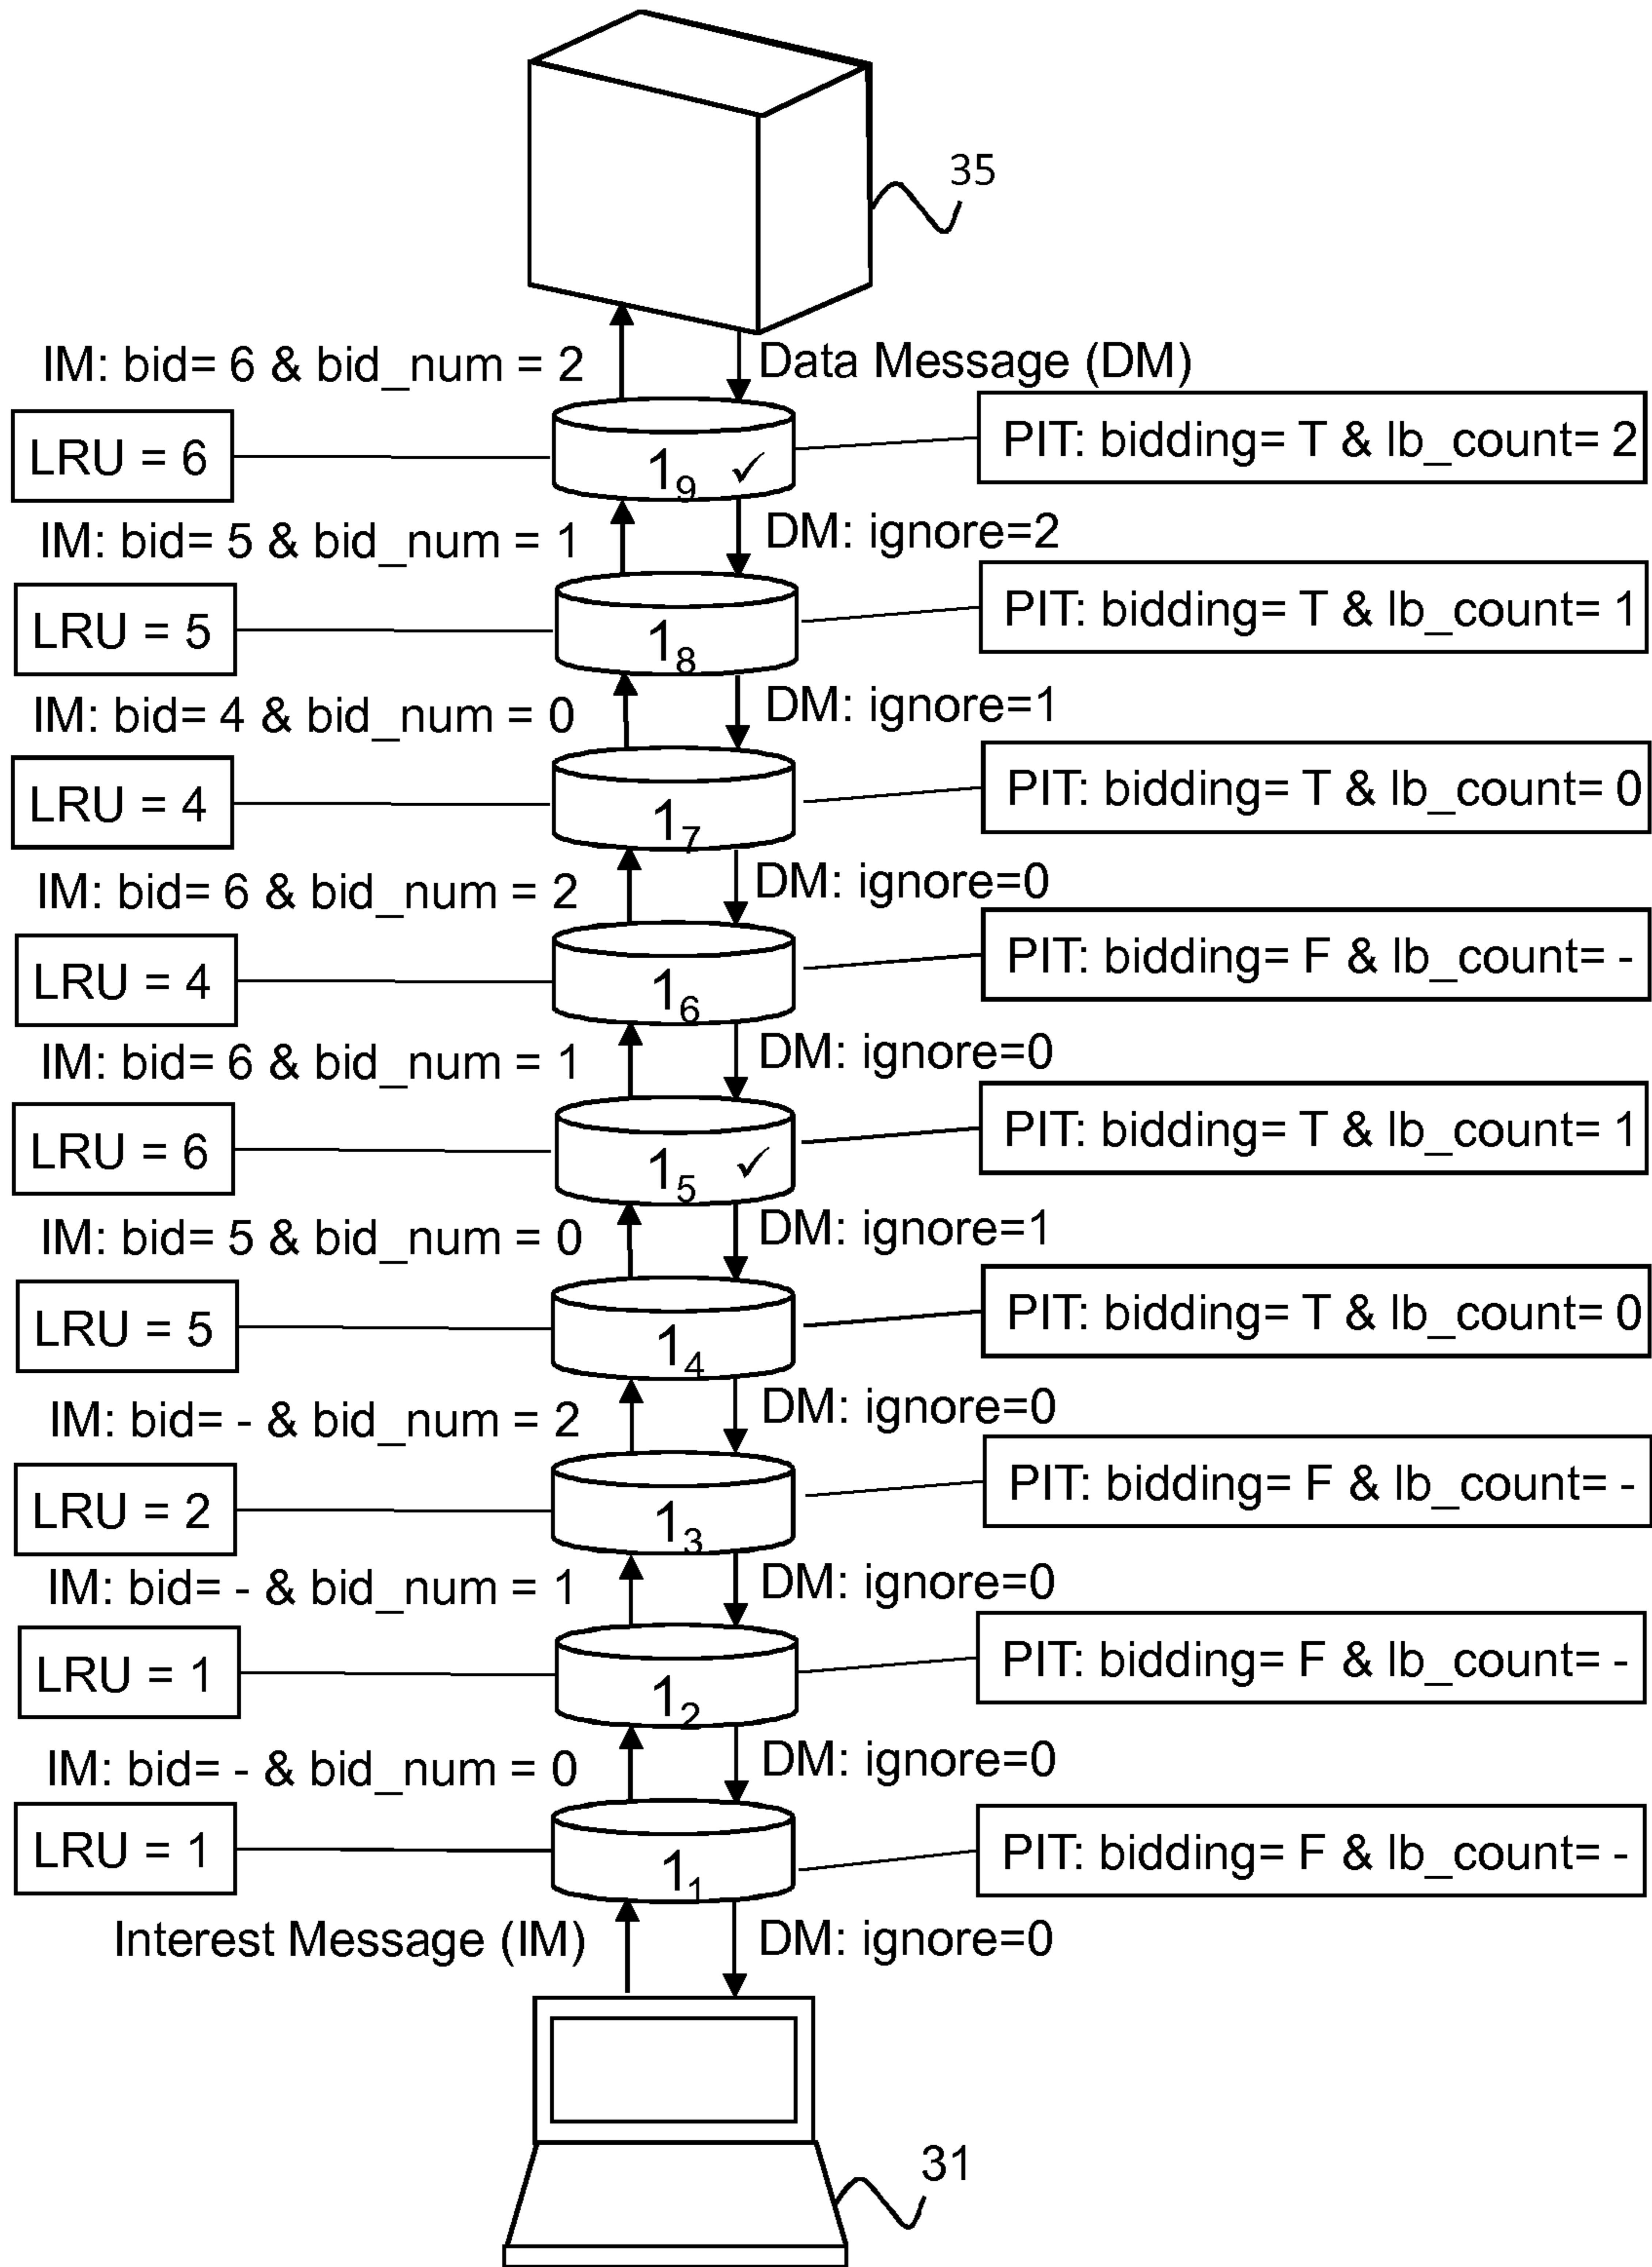 35
IM: bid= 6 & bid_num = 2
Data Message (DM)
LRU = 6
1₉ ✓
PIT: bidding= T & lb_count= 2
IM: bid= 5 & bid_num = 1
DM: ignore=2
LRU = 5
1₈
PIT: bidding= T & lb_count= 1
IM: bid= 4 & bid_num = 0
DM: ignore=1
LRU = 4
1₇
PIT: bidding= T & lb_count= 0
IM: bid= 6 & bid_num = 2
DM: ignore=0
LRU = 4
1₆
PIT: bidding= F & lb_count= -
IM: bid= 6 & bid_num = 1
DM: ignore=0
LRU = 6
1₅ ✓
PIT: bidding= T & lb_count= 1
IM: bid= 5 & bid_num = 0
DM: ignore=1
LRU = 5
1₄
PIT: bidding= T & lb_count= 0
IM: bid= - & bid_num = 2
DM: ignore=0
LRU = 2
1₃
PIT: bidding= F & lb_count= -
IM: bid= - & bid_num = 1
DM: ignore=0
LRU = 1
1₂
PIT: bidding= F & lb_count= -
IM: bid= - & bid_num = 0
DM: ignore=0
LRU = 1
1₁
PIT: bidding= F & lb_count= -
Interest Message (IM)
DM: ignore=0
31